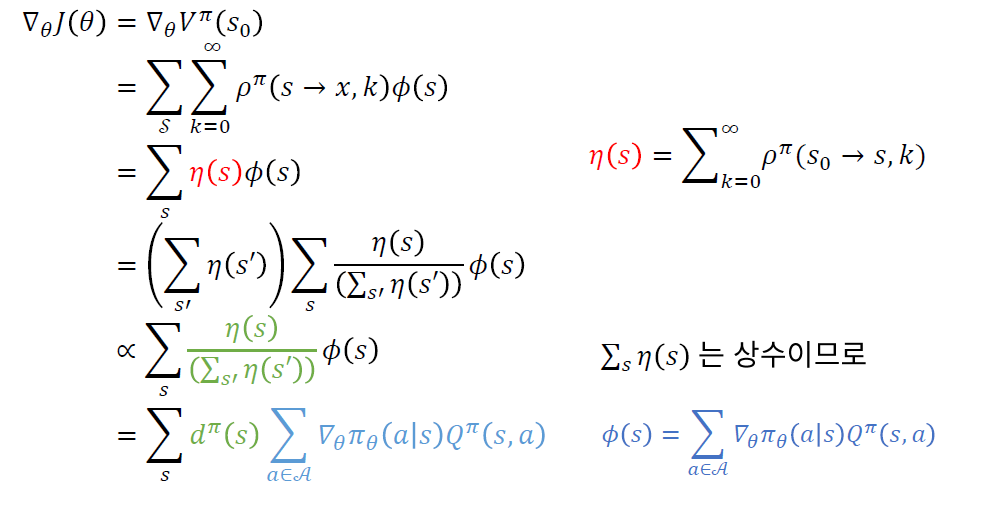 ∇_θ J(θ) = ∇_θ V^π(s_0)
= ∑_𝒮 ∑_{k=0}^∞ ρ^π(s → x, k)ϕ(s)
= ∑_s η(s)ϕ(s)
η(s) = ∑_{k=0}^∞ ρ^π(s_0 → s, k)
= (∑_{s'} η(s')) ∑_s η(s)/(∑_{s'} η(s')) ϕ(s)
∝ ∑_s η(s)/(∑_{s'} η(s')) ϕ(s)
∑_s η(s) 는 상수이므로
= ∑_s d^π(s) ∑_{a∈𝒜} ∇_θ π_θ(a|s)Q^π(s, a)
ϕ(s) = ∑_{a∈𝒜} ∇_θ π_θ(a|s)Q^π(s, a)